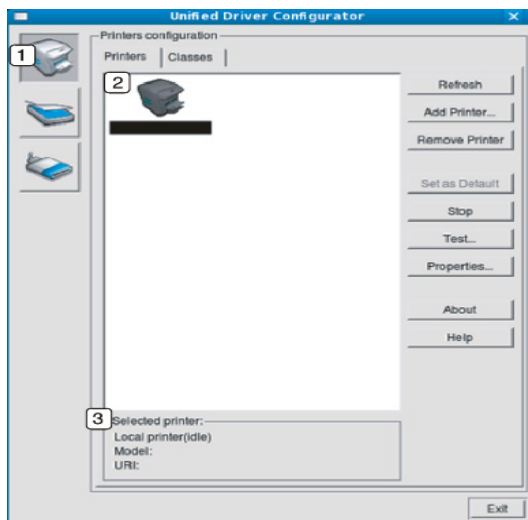 Unified Driver Configurator
Printers configuration
1
Printers Classes
2
Refresh
Add Printer...
Remove Printer
Set as Default
Stop
Test...
Properties...
About
Help
3
Selected printer:
Local printer(idle)
Model:
URI:
Exit